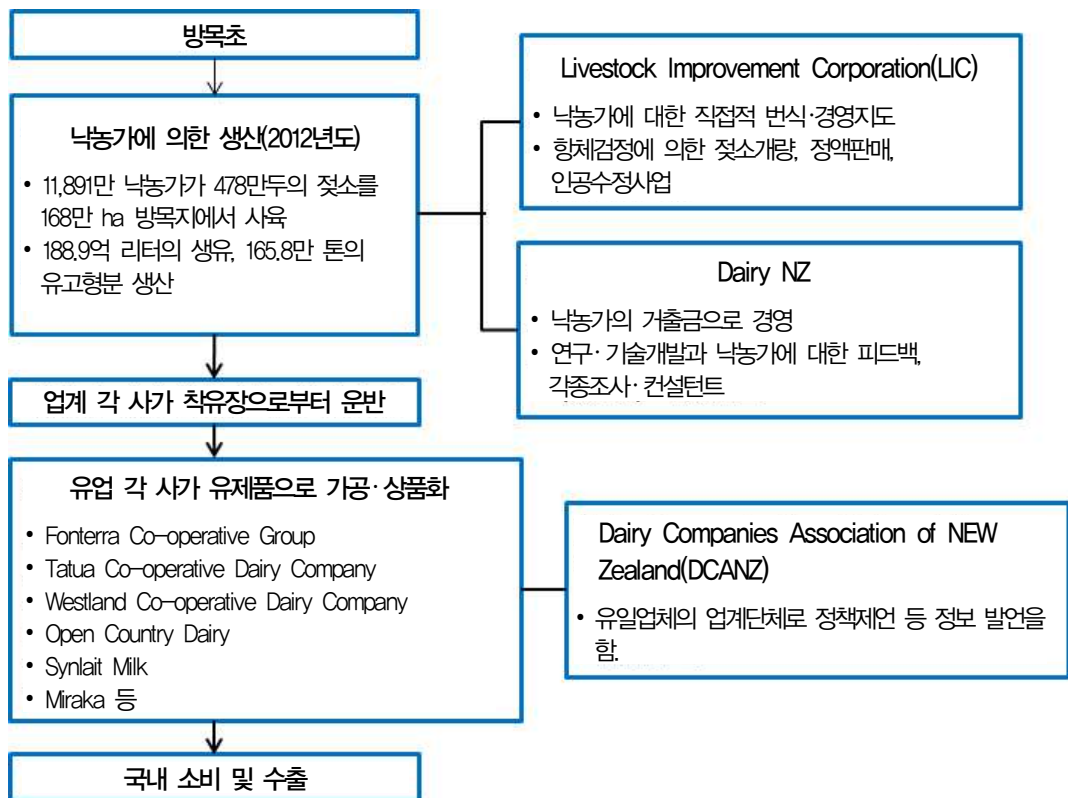 방목초
낙농가에 의한 생산(2012년도)
• 11,891만 낙농가가 478만두의 젖소를
168만 ha 방목지에서 사육
• 188.9억 리터의 생유, 165.8만 톤의
유고형분 생산
Livestock Improvement Corporation(LIC)
• 낙농가에 대한 직접적 번식·경영지도
• 항체검정에 의한 젖소개량, 정액판매,
인공수정사업
Dairy NZ
• 낙농가의 거출금으로 경영
• 연구·기술개발과 낙농가에 대한 피드백,
각종조사·컨설턴트
업계 각 사가 착유장으로부터 운반
유업 각 사가 유제품으로 가공·상품화
• Fonterra Co-operative Group
• Tatua Co-operative Dairy Company
• Westland Co-operative Dairy Company
• Open Country Dairy
• Synlait Milk
• Miraka 등
Dairy Companies Association of NEW
Zealand(DCANZ)
• 유일업체의 업계단체로 정책제언 등 정보 발언을
함.
국내 소비 및 수출